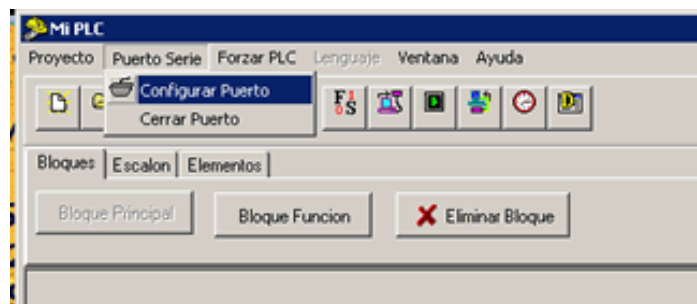 Mi PLC
Proyecto Puerto Serie Forzar PLC Lenguaje Ventana Ayuda
Configurar Puerto
Cerrar Puerto
Bloques Escalon Elementos
Bloque Principal Bloque Funcion Eliminar Bloque